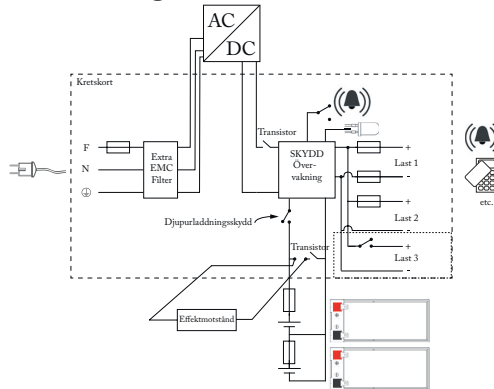 AC
DC
Kretskort
Transistor
F
N
Extra
EMC
Filter
SKYDD
Över-
vakning
+
Last 1
-
+
Last 2
-
+
Last 3
-
etc.
Djupurladdningsskydd
Transistor
Effektmotstånd